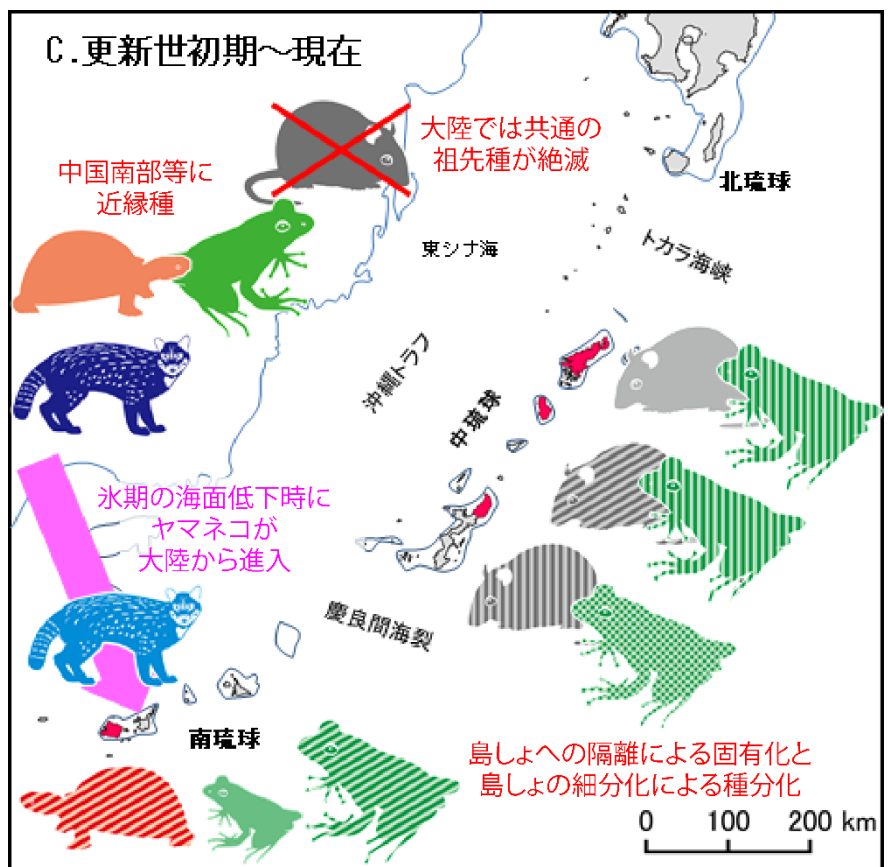 C.更新世初期～現在
大陸では共通の
祖先種が絶滅
中国南部等に
近縁種
北琉球
東シナ海
トカラ海峡
沖縄トラフ
中琉球
氷期の海面低下時に
ヤマネコが
大陸から進入
慶良間海裂
南琉球
島しょへの隔離による固有化と
島しょの細分化による種分化
0 100 200 km